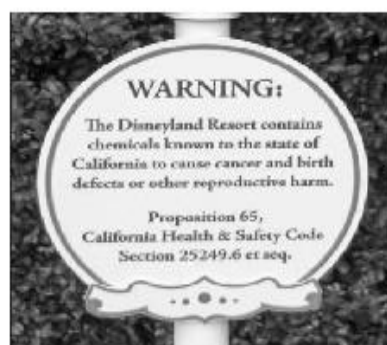 WARNING:
The Disneyland Resort contains
chemicals known to the state of
California to cause cancer and birth
defects or other reproductive harm.
Proposition 65,
California Health & Safety Code
Section 25249.6 et seq.